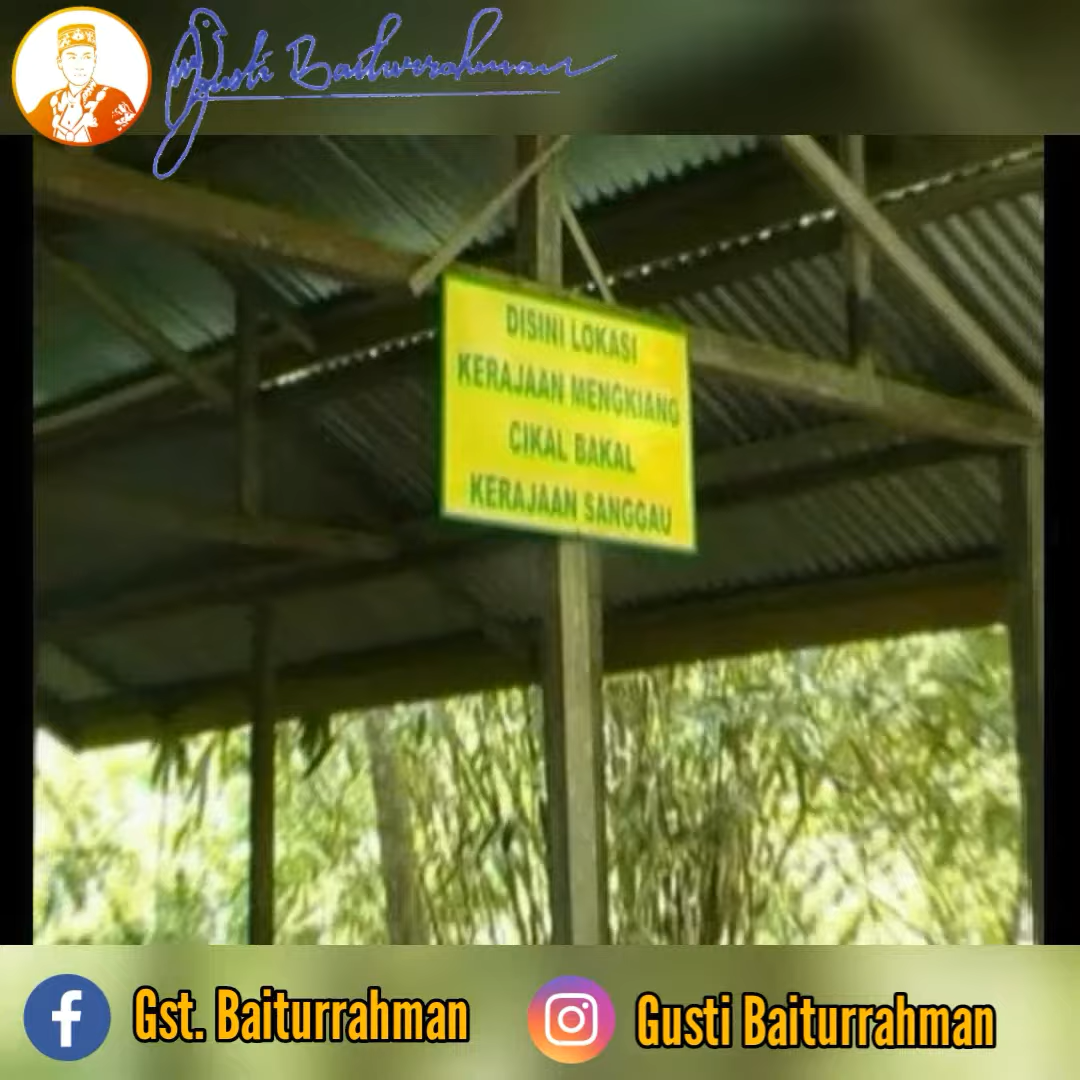 Gusti Baiturrahman
DISINI LOKASI
KERAJAAN MENGKIANG
CIKAL BAKAL
KERAJAAN SANGGAU
Gst. Baiturrahman
Gusti Baiturrahman